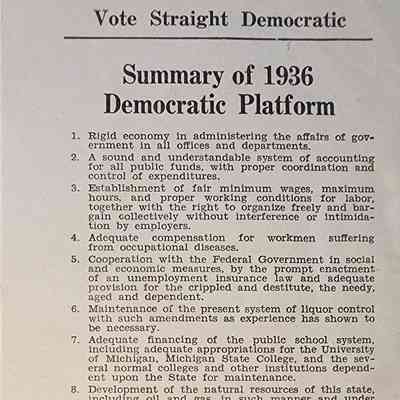 Vote Straight Democratic
Summary of 1936
Democratic Platform
1. Rigid economy in administering the affairs of gov-
ernment in all offices and departments.
2. A sound and understandable system of accounting
for all public funds, with proper coordination and
control of expenditures.
3. Establishment of fair minimum wages, maximum
hours, and proper working conditions for labor,
together with the right to organize freely and bar-
gain collectively without interference or intimida-
tion by employers.
4. Adequate compensation for workmen suffering
from occupational diseases.
5. Cooperation with the Federal Government in social
and economic measures, by the prompt enactment
of an unemployment insurance law and adequate
provision for the crippled and destitute, the needy,
aged and dependent.
6. Maintenance of the present system of liquor control
with such amendments as experience has shown to
be necessary.
7. Adequate financing of the public school system,
including adequate appropriations for the University
of Michigan, Michigan State College, and the sev-
eral normal colleges and other institutions depend-
ent upon the State for maintenance.
8. Development of the natural resources of this state,
including oil and gas, in such manner and under